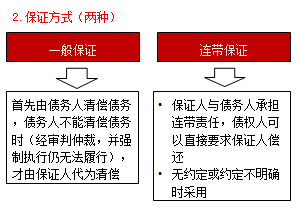 2.保证方式（两种）
一般保证
连带保证
首先由债务人清偿债务
，债务人不能清偿债务
时（经审判仲裁，并强
制执行仍无法履行），
才由保证人代为清偿
• 保证人与债务人承担
连带责任，债权人可
以直接要求保证人偿
还
• 无约定或约定不明确
时采用